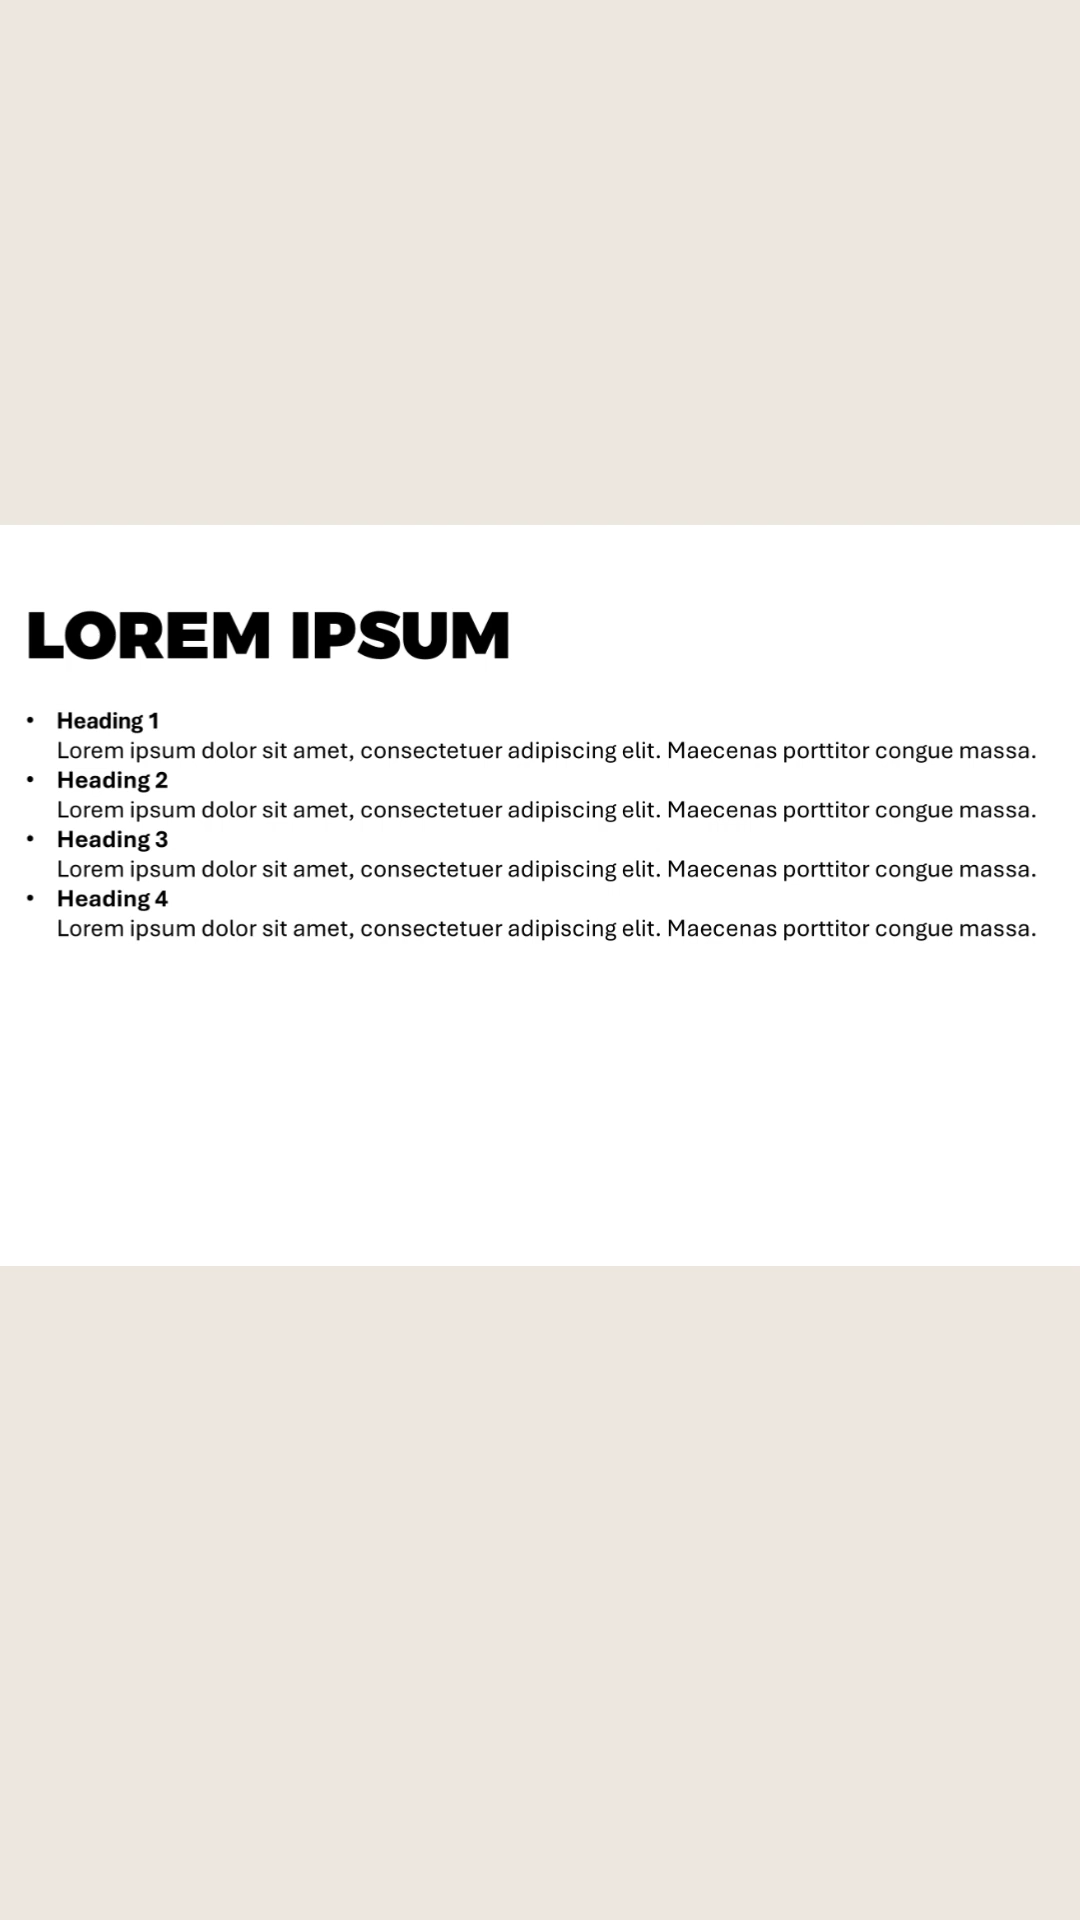 LOREM IPSUM
• Heading 1
Lorem ipsum dolor sit amet, consectetuer adipiscing elit. Maecenas porttitor congue massa.
• Heading 2
Lorem ipsum dolor sit amet, consectetuer adipiscing elit. Maecenas porttitor congue massa.
• Heading 3
Lorem ipsum dolor sit amet, consectetuer adipiscing elit. Maecenas porttitor congue massa.
• Heading 4
Lorem ipsum dolor sit amet, consectetuer adipiscing elit. Maecenas porttitor congue massa.